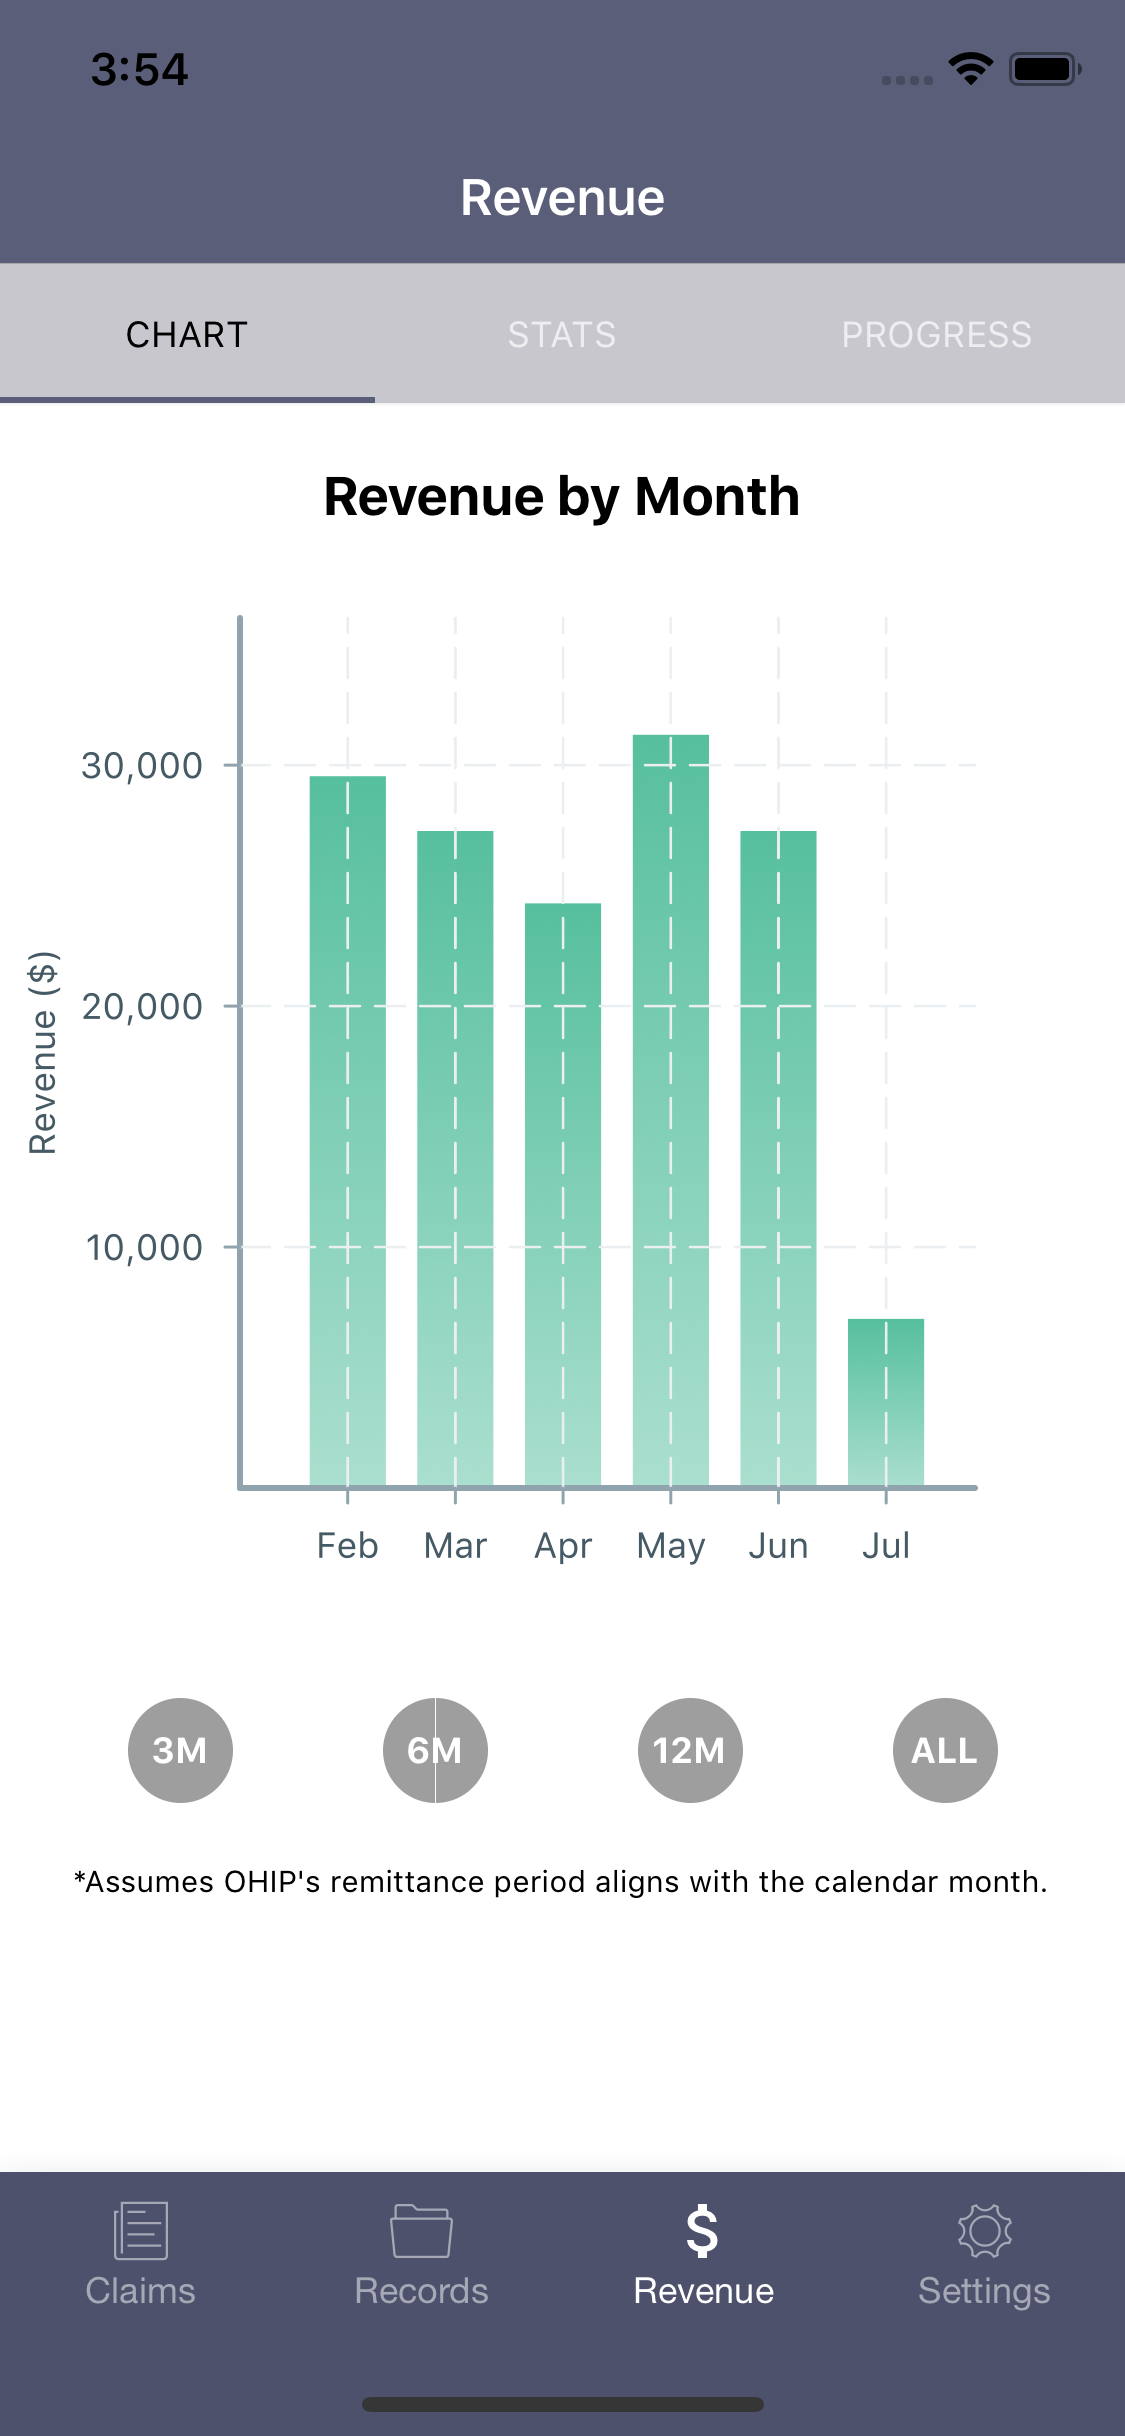 3:54
Revenue
CHART
STATS
PROGRESS
Revenue by Month
Revenue ($)
30,000
20,000
10,000
Feb
Mar
Apr
May
Jun
Jul
3M
6M
12M
ALL
*Assumes OHIP's remittance period aligns with the calendar month.
Claims
Records
Revenue
Settings